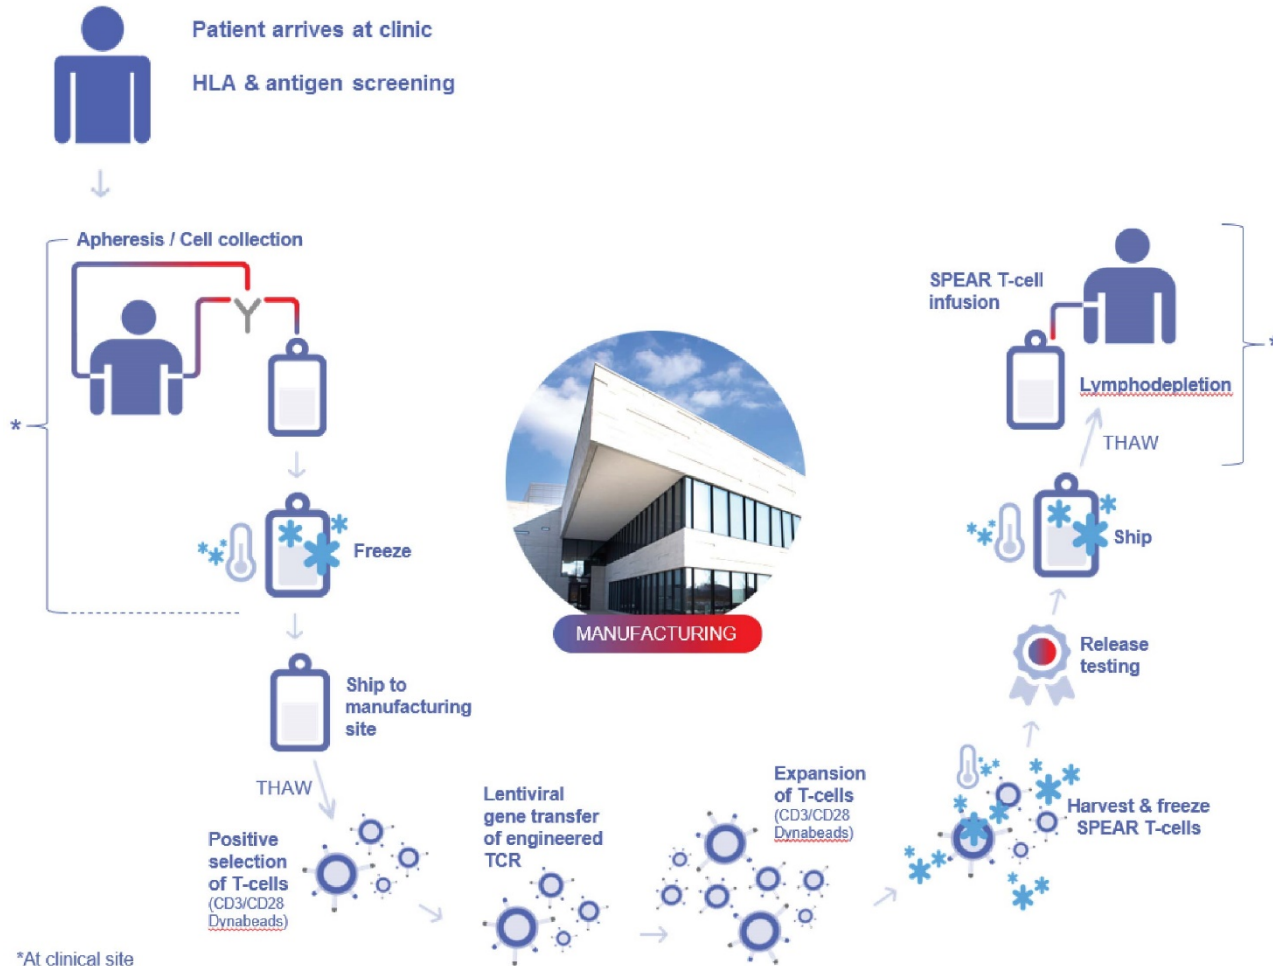 Patient arrives at clinic
HLA & antigen screening
Apheresis / Cell collection
*
Freeze
Ship to
manufacturing
site
THAW
Positive
selection
of T-cells
(CD3/CD28
Dynabeads)
Lentiviral
gene transfer
of engineered
TCR
Expansion
of T-cells
(CD3/CD28
Dynabeads)
Harvest & freeze
SPEAR T-cells
Release
testing
Ship
THAW
Lymphodepletion
SPEAR T-cell
infusion
*
MANUFACTURING
*At clinical site